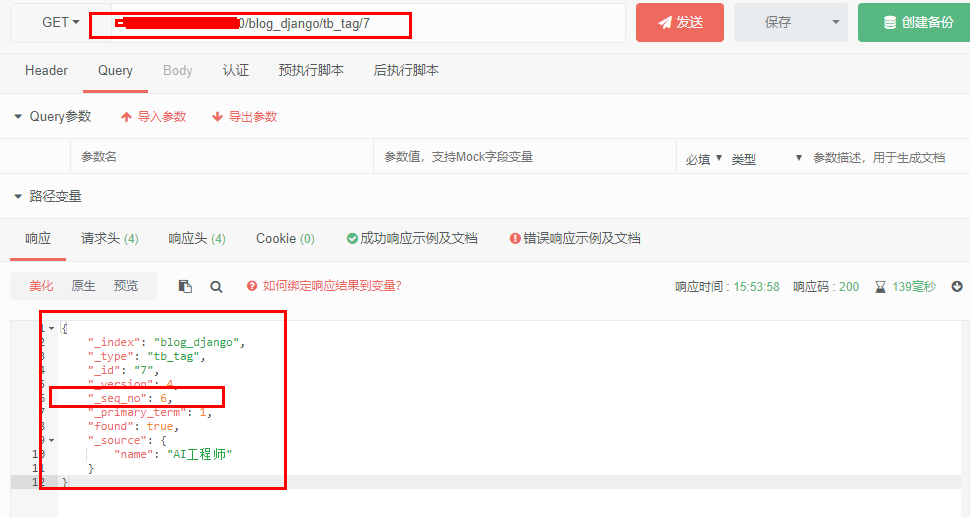 GET
0/blog_django/tb_tag/7
发送
保存
创建备份
Header Query Body 认证 预执行脚本 后执行脚本
Query参数 导入参数 导出参数
参数名 参数值，支持Mock字段变量 必填 类型 参数描述，用于生成文档
路径变量
响应 请求头 (4) 响应头 (4) Cookie (0) 成功响应示例及文档 错误响应示例及文档
美化 原生 预览 如何绑定响应结果到变量? 响应时间 : 15:53:58 响应码 : 200 139毫秒
1 {
2 "_index": "blog_django",
3 "_type": "tb_tag",
4 "_id": "7",
5 "_version": 4,
6 "_seq_no": 6,
7 "_primary_term": 1,
8 "found": true,
9 "_source": {
10 "name": "AI工程师"
11 }
12 }